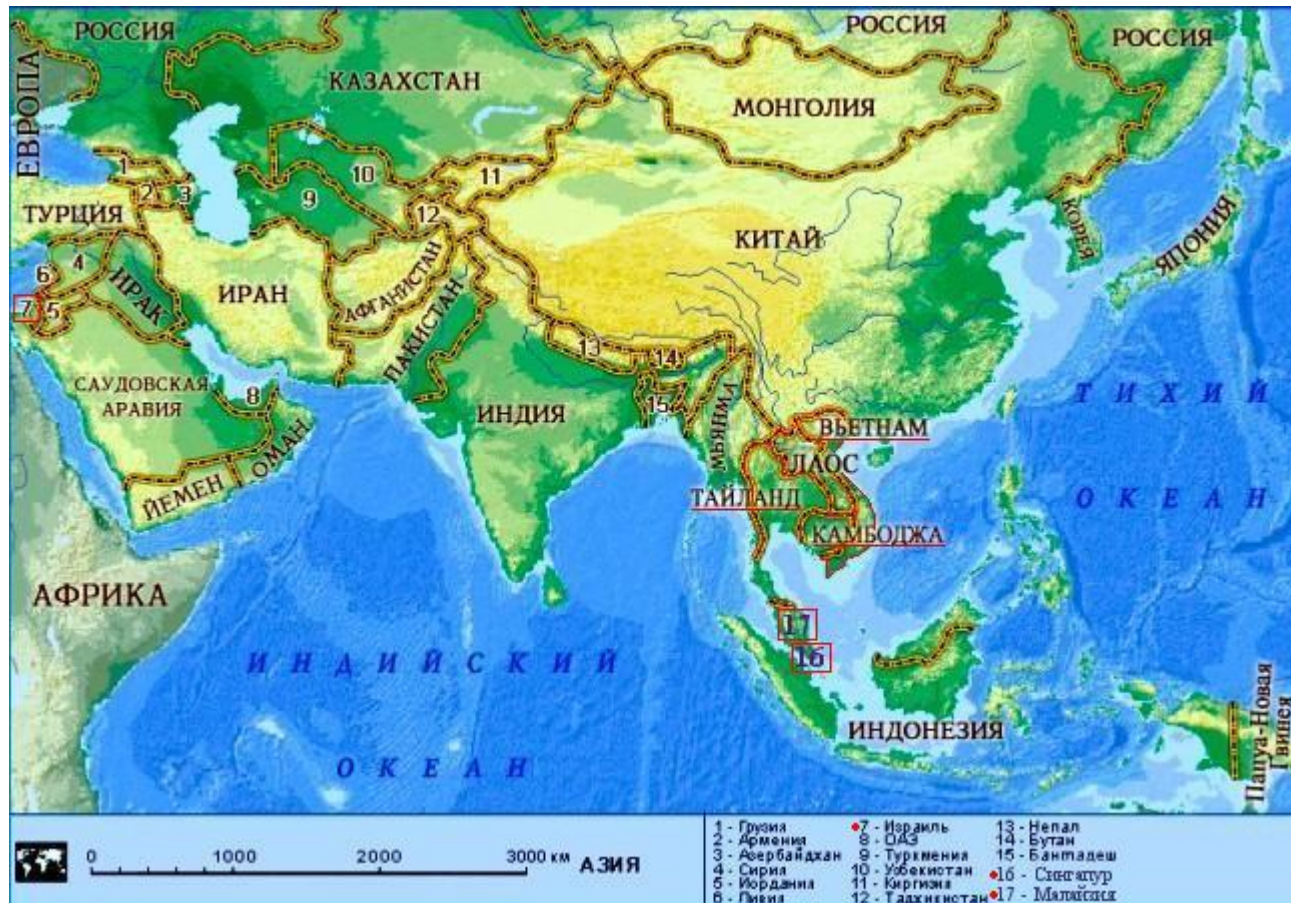 РОССИЯ
РОССИЯ
РОССИЯ
ЕВРОПА
КАЗАХСТАН
МОНГОЛИЯ
1
2
3
10
9
11
12
ТУРЦИЯ
КИТАЙ
КОРЕЯ
ЯПОНИЯ
4
6
7
5
ИРАК
ИРАН
АФГАНИСТАН
ПАКИСТАН
13
14
15
САУДОВСКАЯ
АРАВИЯ
8
ОМАН
ЙЕМЕН
ИНДИЯ
МЬЯНМА
ВЬЕТНАМ
ЛАОС
ТАЙЛАНД
КАМБОДЖА
ТИХИЙ
ОКЕАН
АФРИКА
17
16
ИНДИЙСКИЙ
ОКЕАН
ИНДОНЕЗИЯ
Папуа-Новая
Гвинея
0 1000 2000 3000 км
АЗИЯ
1 - Грузия
2 - Армения
3 - Азербайджан
4 - Сирия
5 - Иордания
6 - Ливия
7 - Израиль
8 - ОАЭ
9 - Туркмения
10 - Узбекистан
11 - Киргизия
12 - Таджикистан
13 - Непал
14 - Бутан
15 - Бангладеш
16 - Сингапур
17 - Малайзия